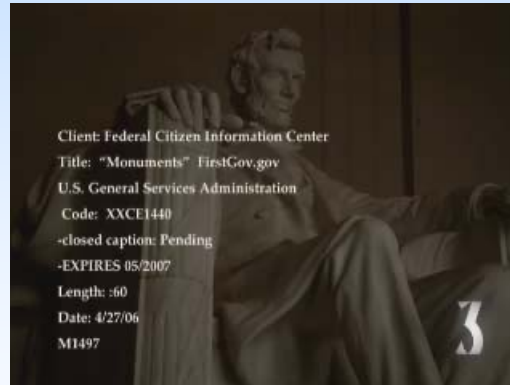 Client: Federal Citizen Information Center
Title: “Monuments” FirstGov.gov
U.S. General Services Administration
Code: XXCE1440
-closed caption: Pending
-EXPIRES 05/2007
Length: :60
Date: 4/27/06
M1497
3